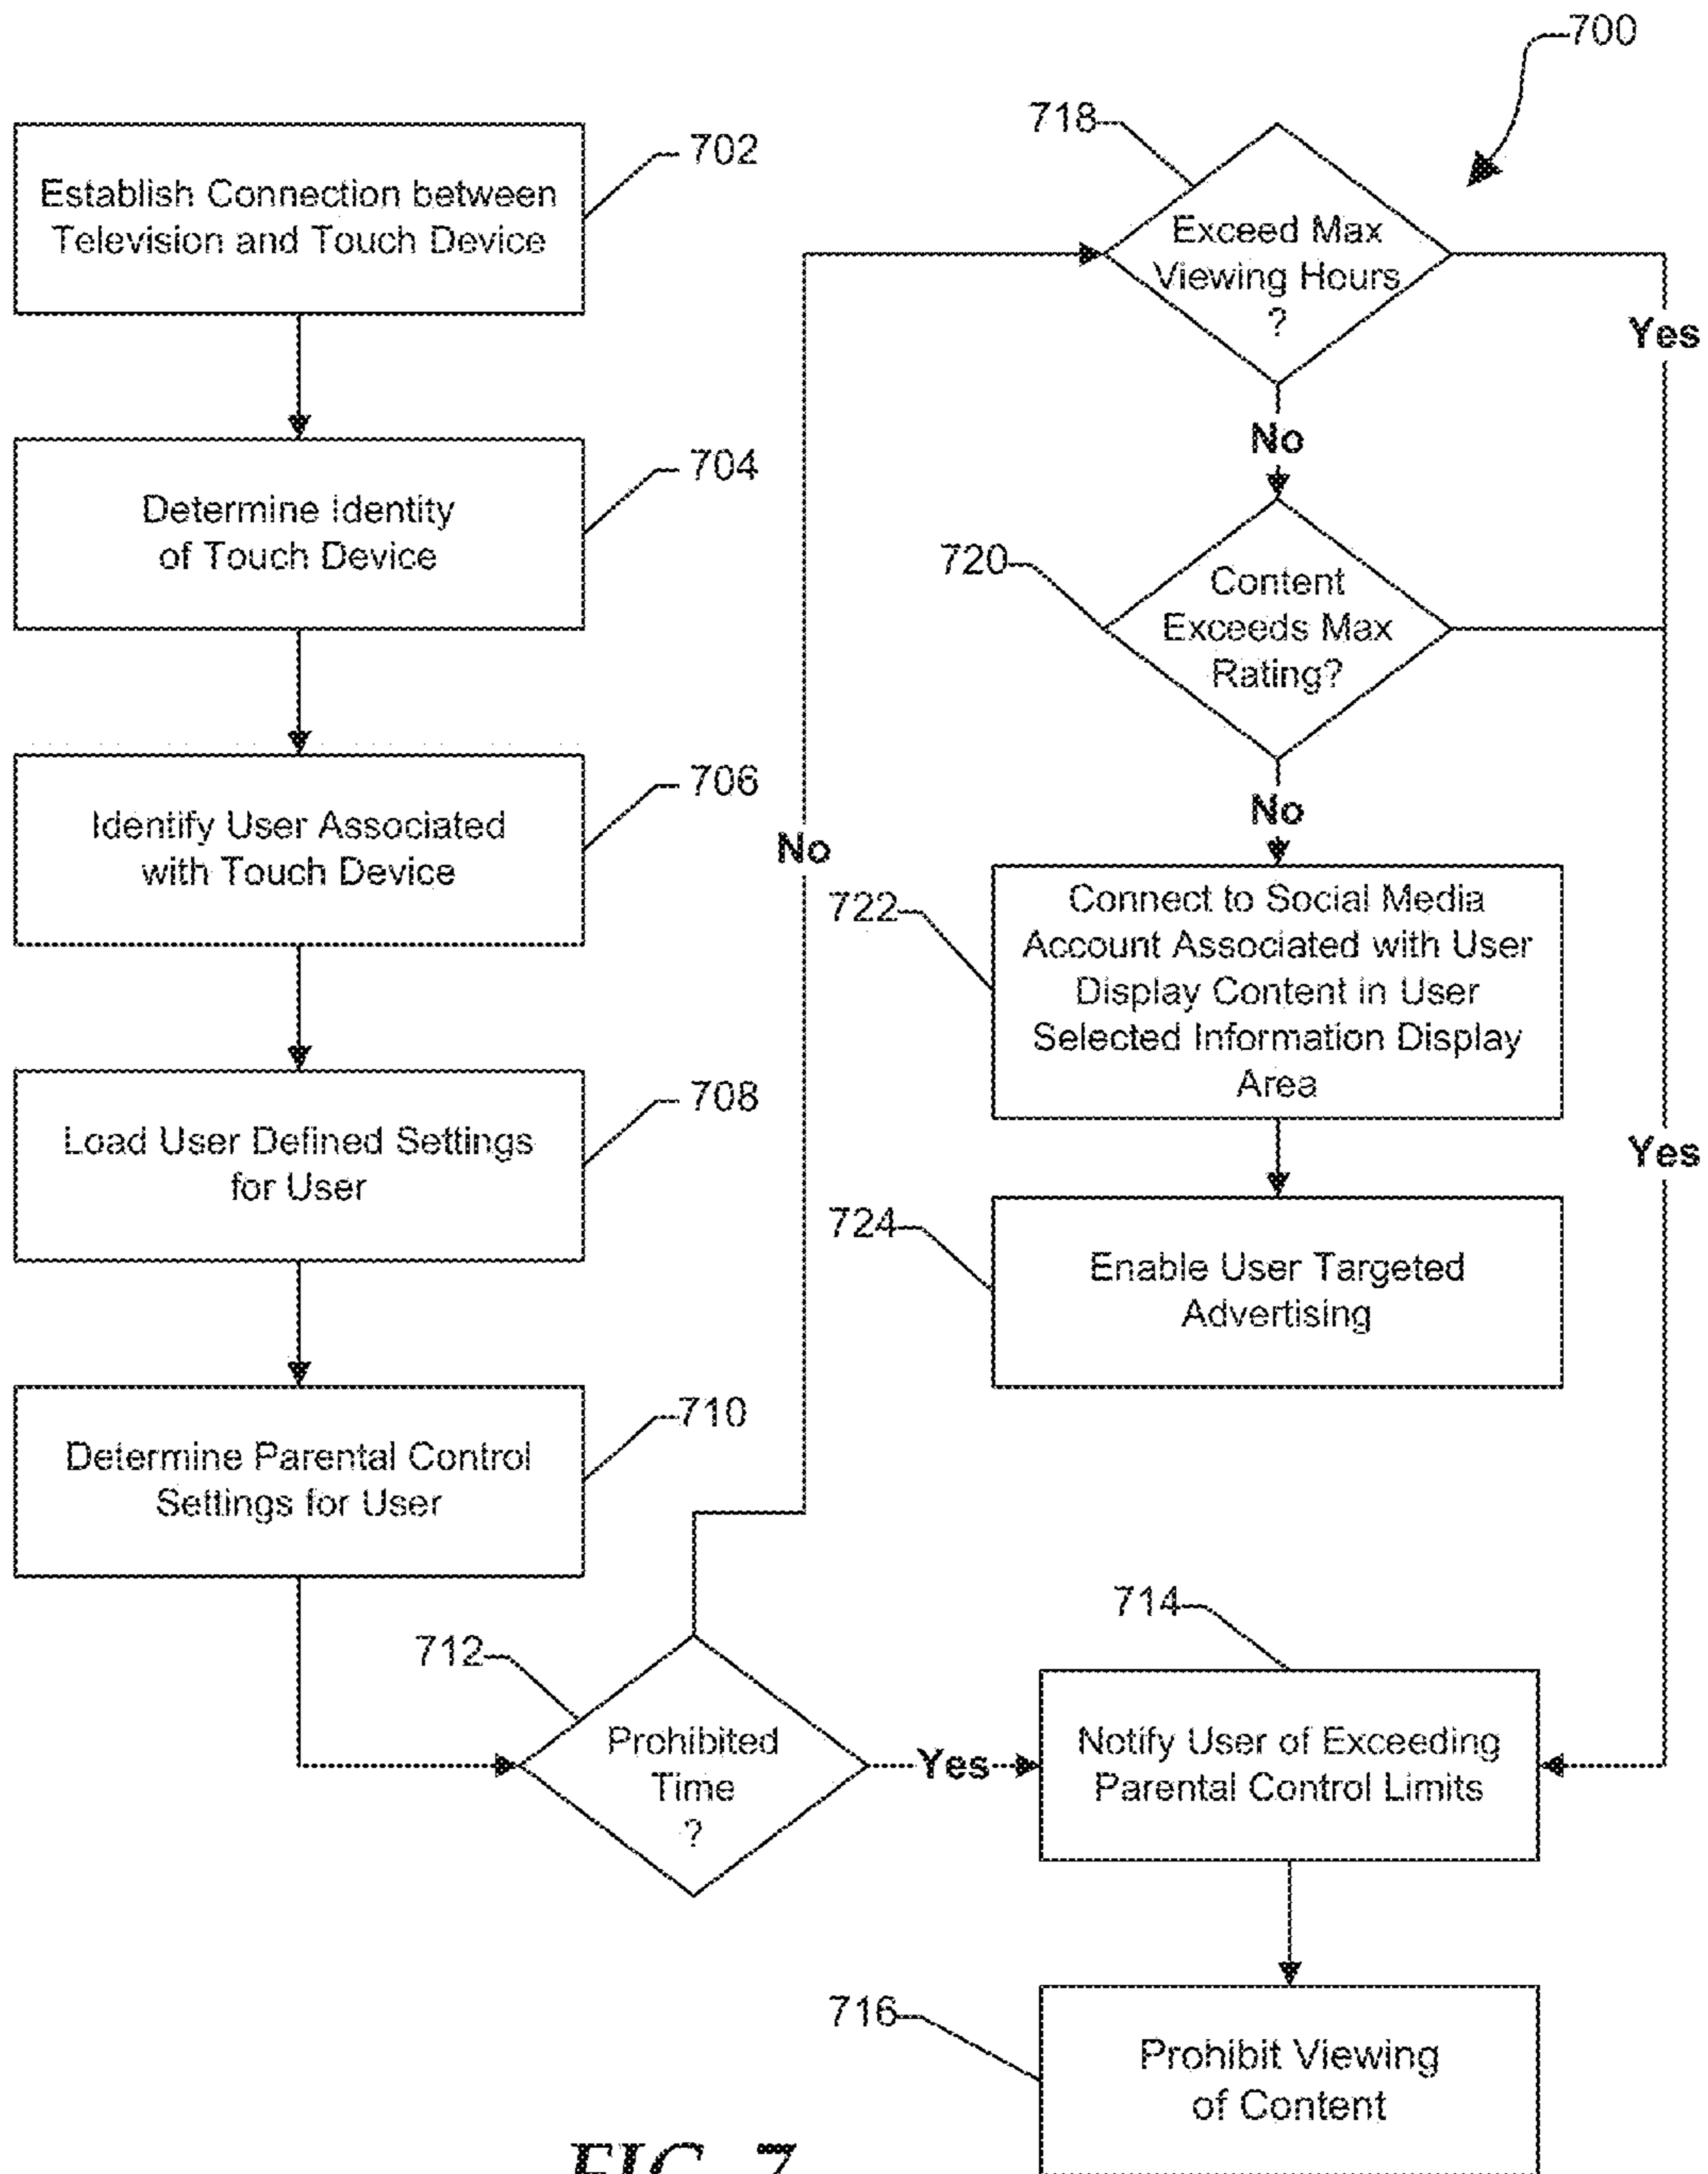 700
702
Establish Connection between
Television and Touch Device
704
Determine Identity
of Touch Device
706
Identify User Associated
with Touch Device
708
Load User Defined Settings
for User
710
Determine Parental Control
Settings for User
712
Prohibited
Time
?
Yes
No
718
Exceed Max
Viewing Hours
?
Yes
No
720
Content
Exceeds Max
Rating?
Yes
No
722
Connect to Social Media
Account Associated with User
Display Content in User
Selected Information Display
Area
724
Enable User Targeted
Advertising
714
Notify User of Exceeding
Parental Control Limits
716
Prohibit Viewing
of Content
FIG. 7